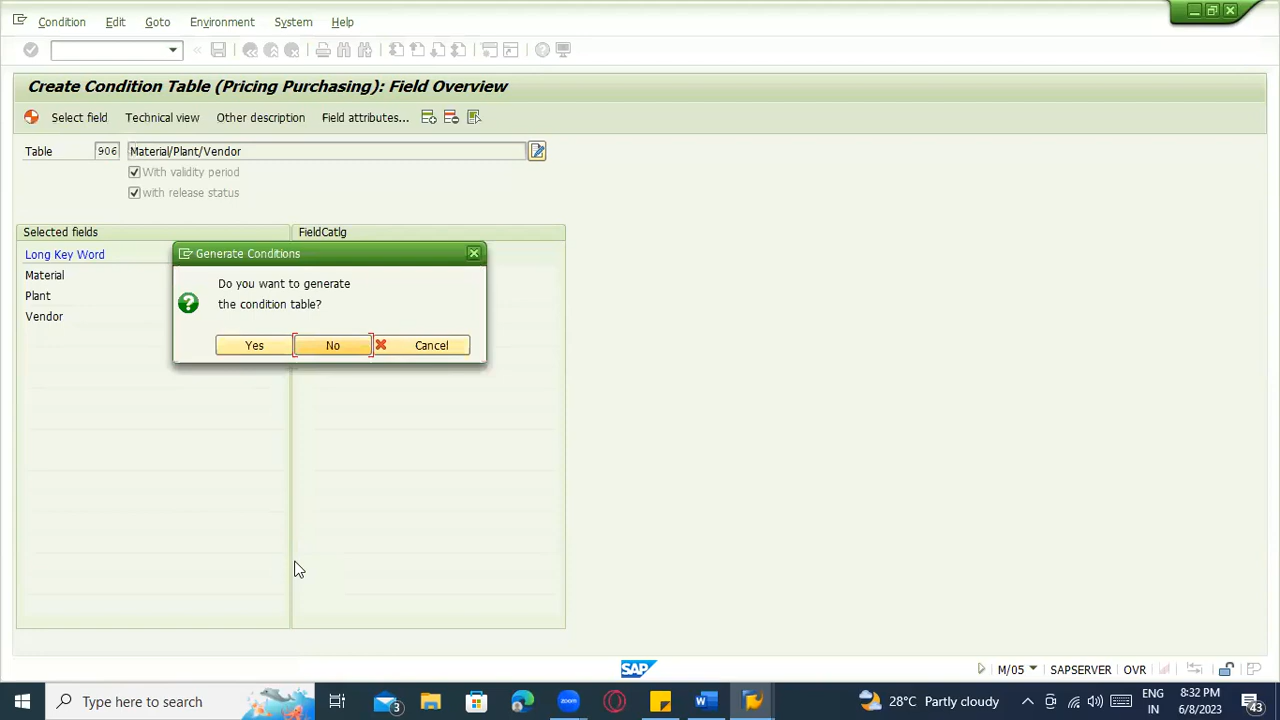 Condition Edit Goto Environment System Help
Create Condition Table (Pricing Purchasing): Field Overview
Select field Technical view Other description Field attributes...
Table 906 Material/Plant/Vendor
With validity period
with release status
Selected fields FieldCatlg
Long Key Word
Material
Plant
Vendor
Generate Conditions
Do you want to generate
the condition table?
Yes No Cancel
SAP M/05 SAPSERVER OVR
Type here to search 3 28°C Partly cloudy ENG IN 8:32 PM 6/8/2023 43